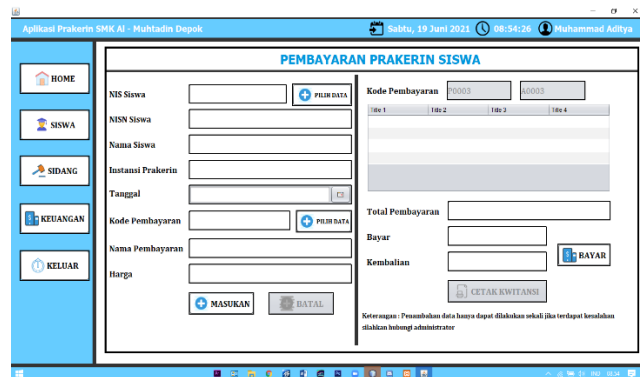 Aplikasi Prakerin SMK Al - Muhtadin Depok
Sabtu, 19 Juni 2021
08:54:26
Muhammad Aditya
PEMBAYARAN PRAKERIN SISWA
HOME
SISWA
SIDANG
KEUANGAN
KELUAR
NIS Siswa
PILIH DATA
NISN Siswa
Nama Siswa
Instansi Prakerin
Tanggal
Kode Pembayaran
PILIH DATA
Nama Pembayaran
Harga
MASUKAN
BATAL
Kode Pembayaran
P0003
A0003
Title 1
Title 2
Title 3
Title 4
Total Pembayaran
Bayar
Kembalian
BAYAR
CETAK KWITANSI
Keterangan : Penambahan data hanya dapat dilakukan sekali jika terdapat kesalahan
silahkan hubungi administrator
IND
08:54